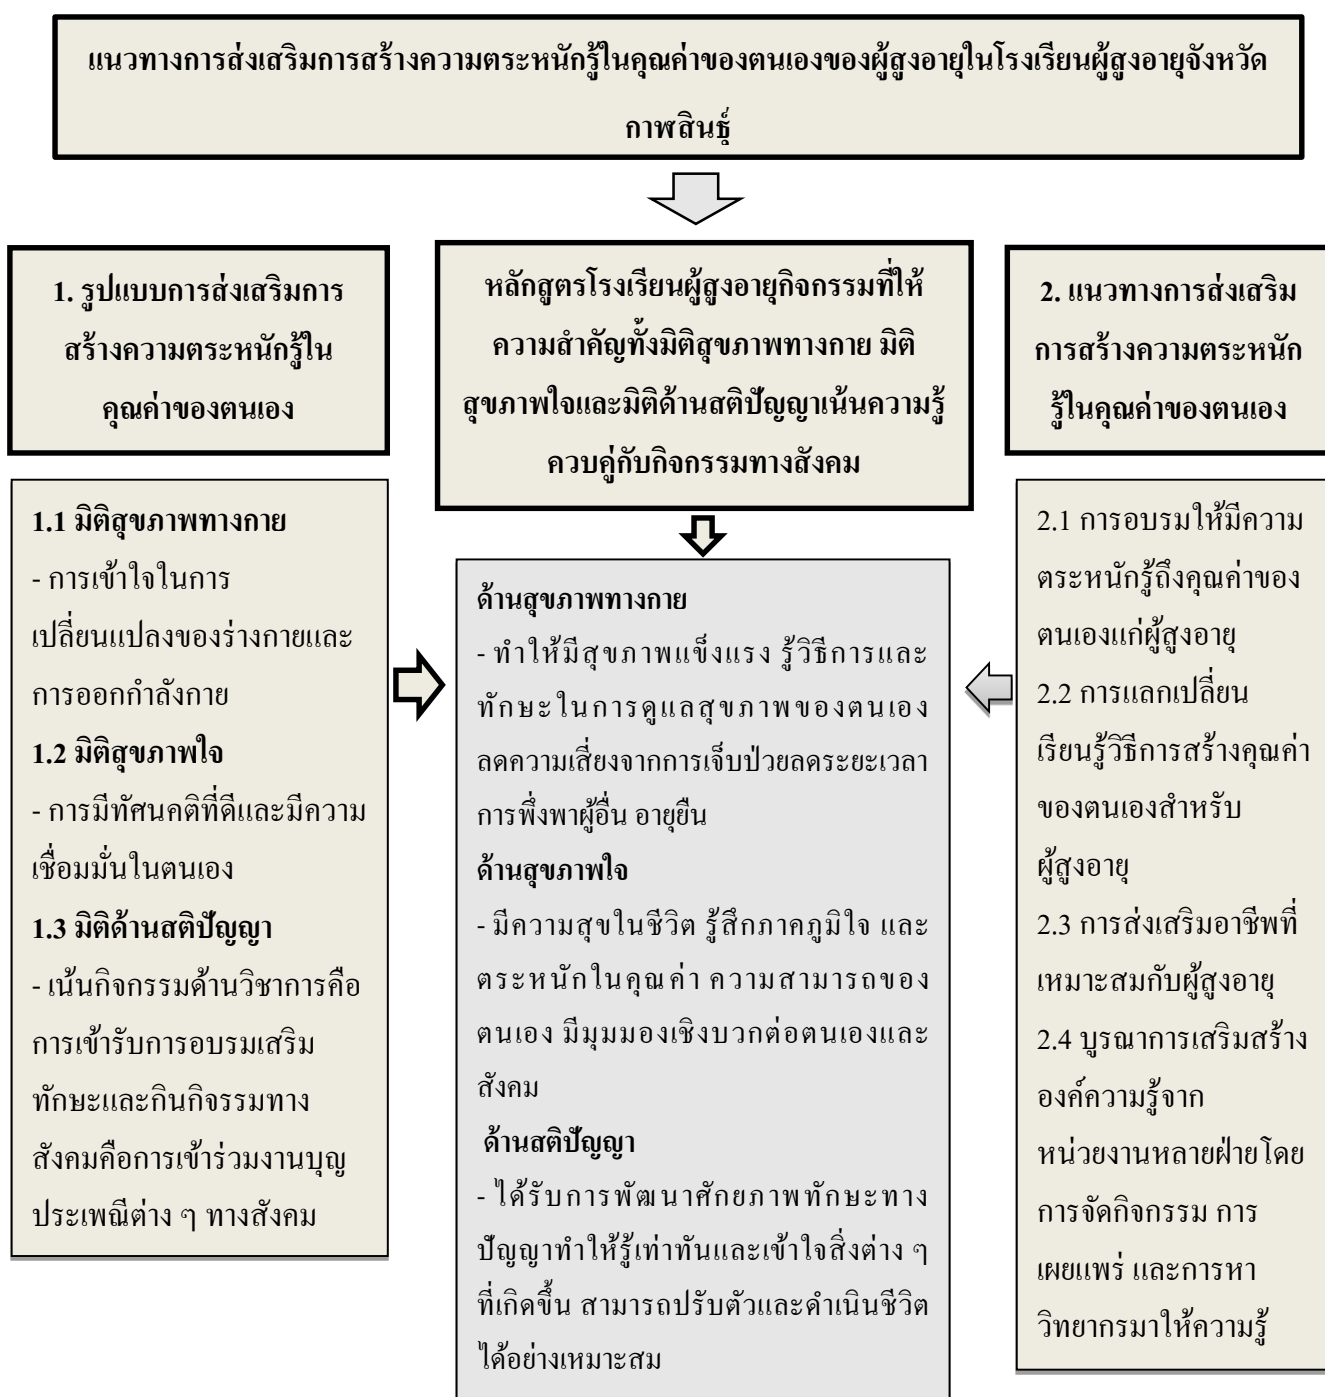 แนวทางการส่งเสริมการสร้างความตระหนักรู้ในคุณค่าของตนเองของผู้สูงอายุในโรงเรียนผู้สูงอายุจังหวัด
กาฬสินธุ์
1. รูปแบบการส่งเสริมการ
สร้างความตระหนักรู้ใน
คุณค่าของตนเอง
หลักสูตรโรงเรียนผู้สูงอายุกิจกรรมที่ให้
ความสำคัญทั้งมิติสุขภาพทางกาย มิติ
สุขภาพใจและมิติด้านสติปัญญาเน้นความรู้
ควบคู่กับกิจกรรมทางสังคม
2. แนวทางการส่งเสริม
การสร้างความตระหนัก
รู้ในคุณค่าของตนเอง
1.1 มิติสุขภาพทางกาย
- การเข้าใจในการ
เปลี่ยนแปลงของร่างกายและ
การออกกำลังกาย
1.2 มิติสุขภาพใจ
- การมีทัศนคติที่ดีและมีความ
เชื่อมมั่นในตนเอง
1.3 มิติด้านสติปัญญา
- เน้นกิจกรรมด้านวิชาการคือ
การเข้ารับการอบรมเสริม
ทักษะและกินกิจรรมทาง
สังคมคือการเข้าร่วมงานบุญ
ประเพณีต่าง ๆ ทางสังคม
ด้านสุขภาพทางกาย
- ทำให้มีสุขภาพแข็งแรง รู้วิธีการและ
ทักษะในการดูแลสุขภาพของตนเอง
ลดความเสี่ยงจากการเจ็บป่วยลดระยะเวลา
การพึ่งพาผู้อื่น อายุยืน
ด้านสุขภาพใจ
- มีความสุขในชีวิต รู้สึกภาคภูมิใจ และ
ตระหนักในคุณค่า ความสามารถของ
ตนเอง มีมุมมองเชิงบวกต่อตนเองและ
สังคม
ด้านสติปัญญา
- ได้รับการพัฒนาศักยภาพทักษะทาง
ปัญญาทำให้รู้เท่าทันและเข้าใจสิ่งต่าง ๆ
ที่เกิดขึ้น สามารถปรับตัวและดำเนินชีวิต
ได้อย่างเหมาะสม
2.1 การอบรมให้มีความ
ตระหนักรู้ถึงคุณค่าของ
ตนเองแก่ผู้สูงอายุ
2.2 การแลกเปลี่ยน
เรียนรู้วิธีการสร้างคุณค่า
ของตนเองสำหรับ
ผู้สูงอายุ
2.3 การส่งเสริมอาชีพที่
เหมาะสมกับผู้สูงอายุ
2.4 บูรณาการเสริมสร้าง
องค์ความรู้จาก
หน่วยงานหลายฝ่ายโดย
การจัดกิจกรรม การ
เผยแพร่ และการหา
วิทยากรมาให้ความรู้